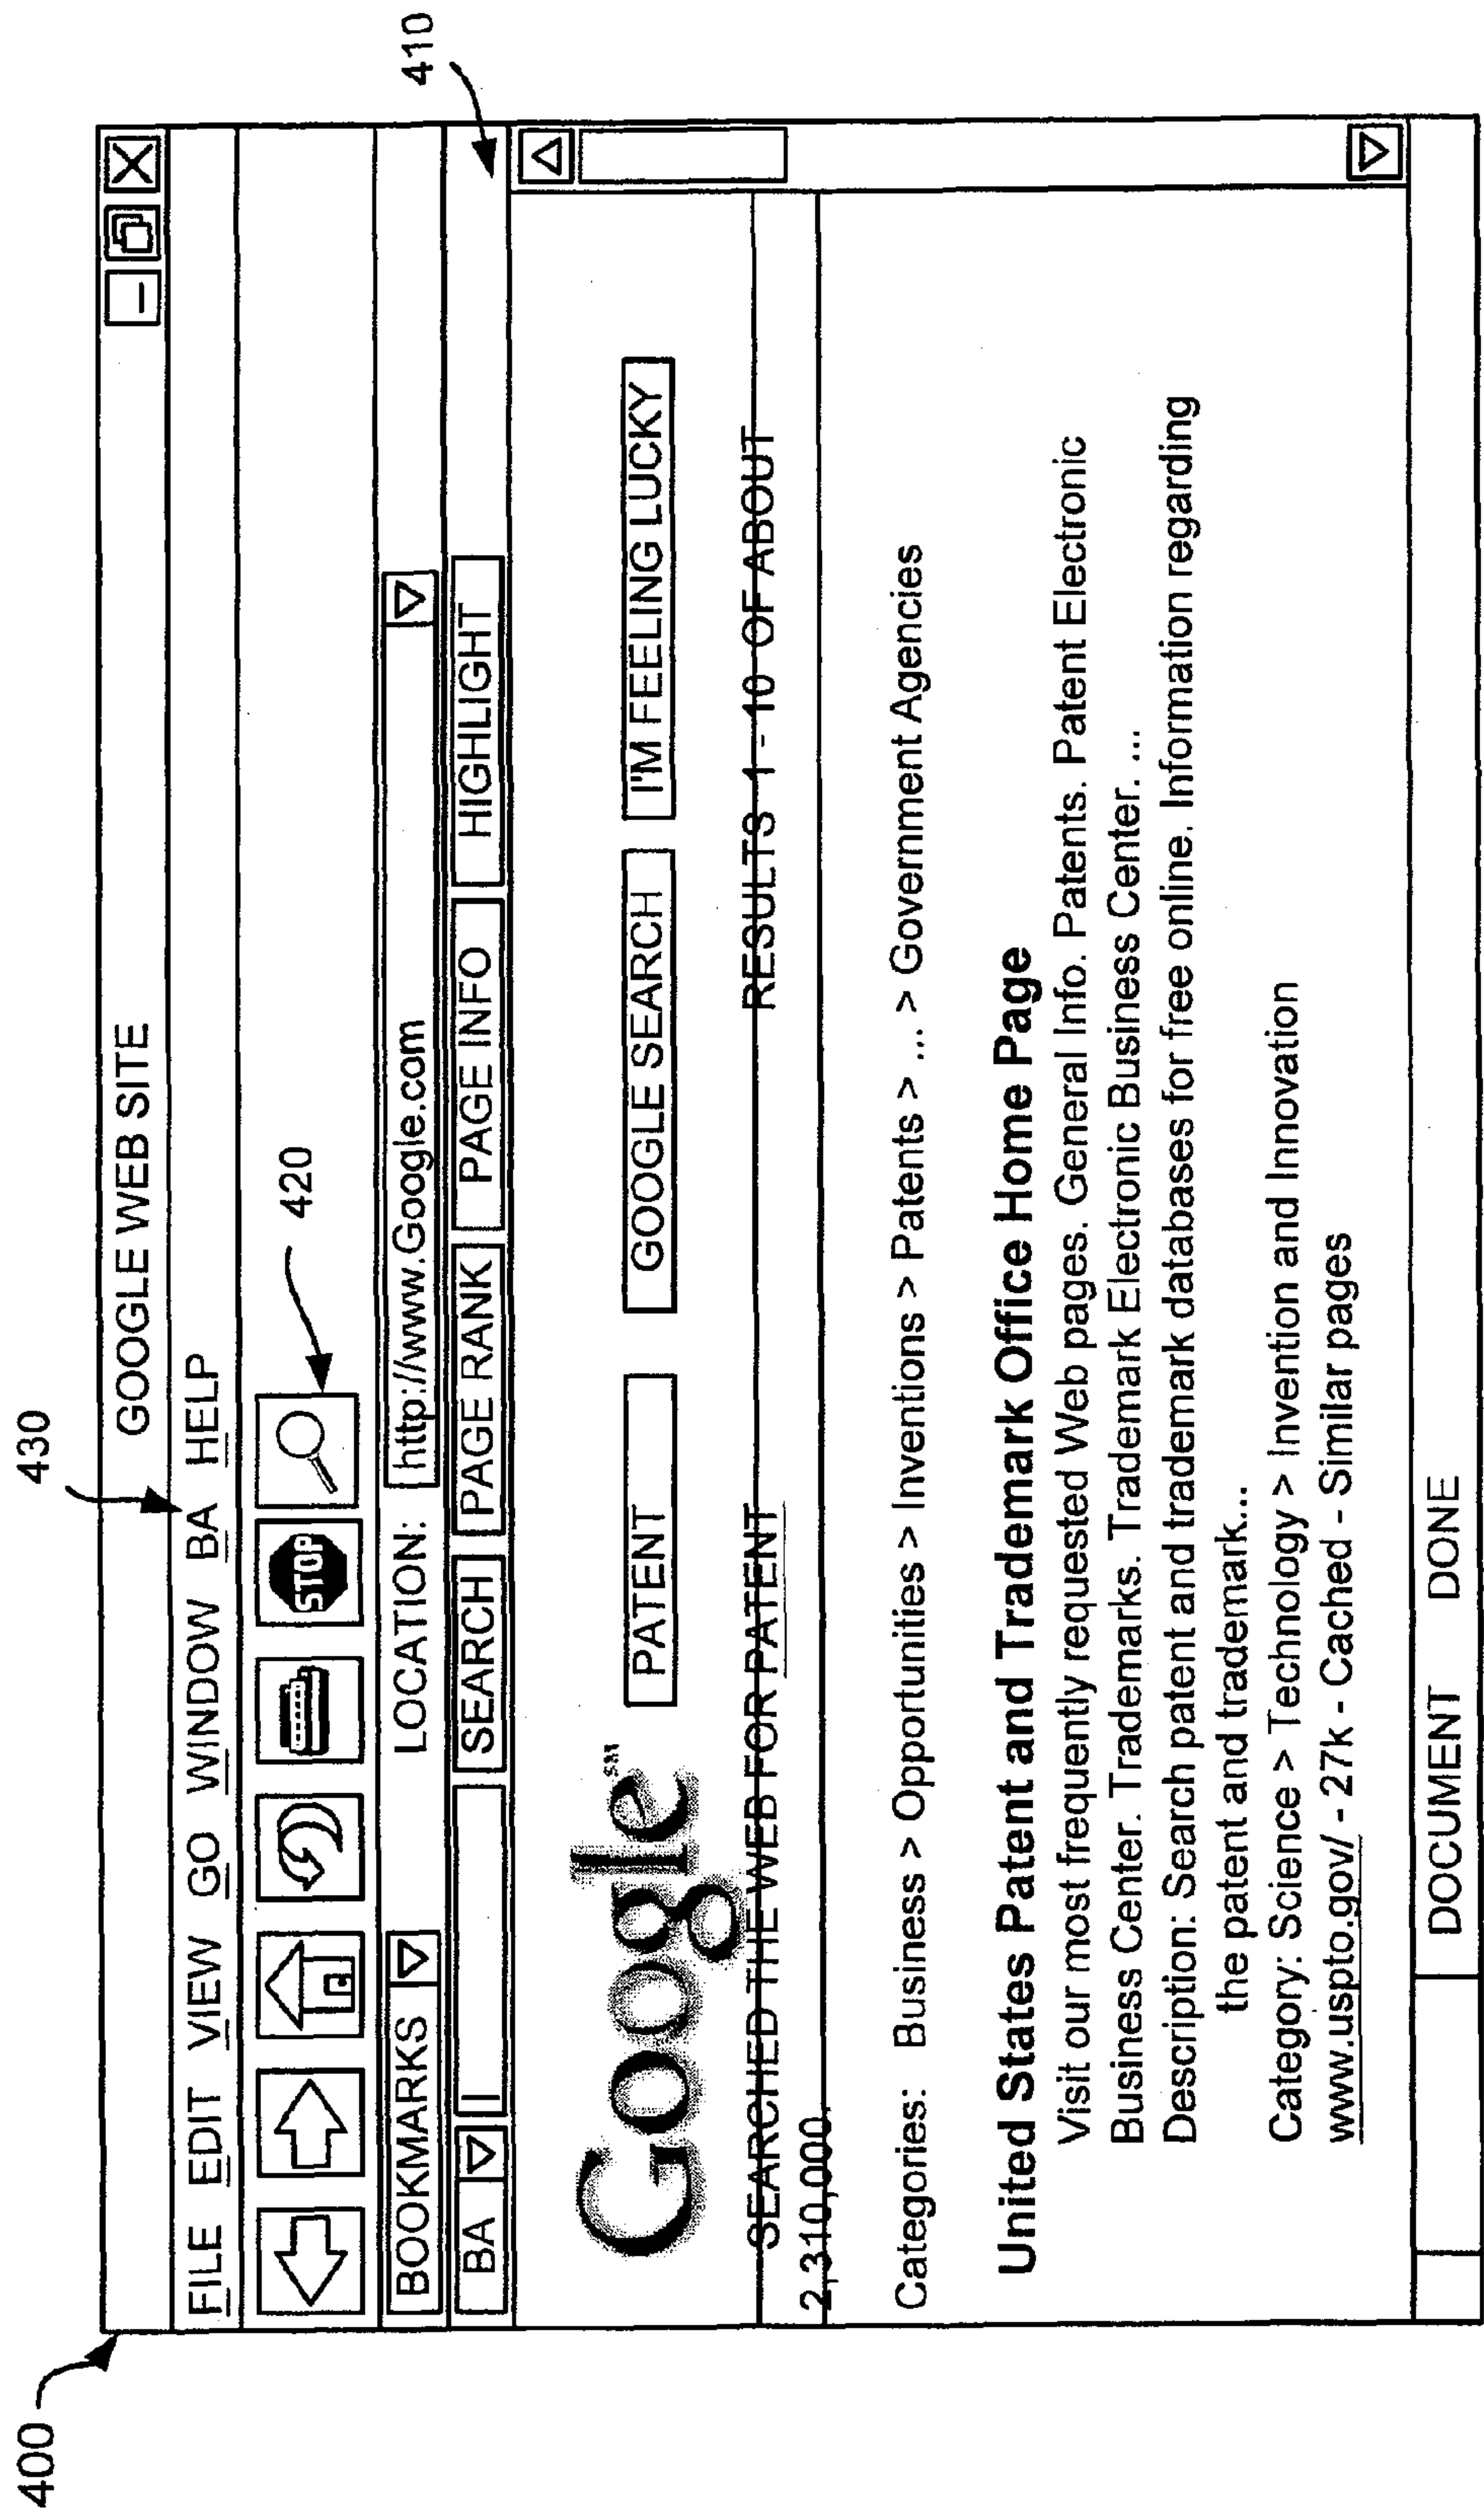 430
400
GOOGLE WEB SITE
FILE EDIT VIEW GO WINDOW BA HELP
STOP
420
BOOKMARKS LOCATION: http://www.Google.com
410
BA SEARCH PAGE RANK PAGE INFO HIGHLIGHT
Google SM PATENT GOOGLE SEARCH I'M FEELING LUCKY
SEARCHED THE WEB FOR PATENT RESULTS 1 - 10 OF ABOUT
2,310,000
Categories: Business > Opportunities > Inventions > Patents > ... > Government Agencies
United States Patent and Trademark Office Home Page
Visit our most frequently requested Web pages. General Info. Patents. Patent Electronic
Business Center. Trademarks. Trademark Electronic Business Center. ...
Description: Search patent and trademark databases for free online. Information regarding
the patent and trademark...
Category: Science > Technology > Invention and Innovation
www.uspto.gov/ - 27k - Cached - Similar pages
DOCUMENT DONE